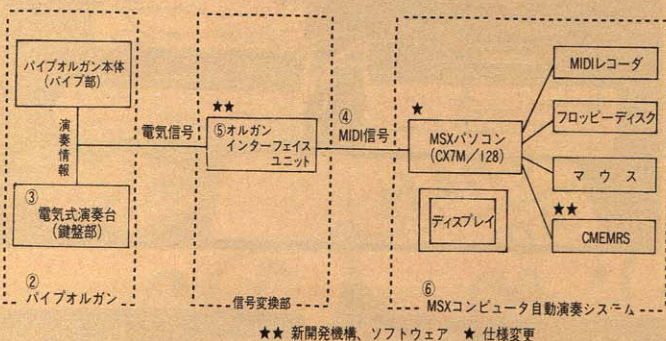 パイプオルガン本体
(パイプ部)
演奏情報
③
電気式演奏台
(鍵盤部)
②
パイプオルガン
電気信号
★★
⑤オルガン
インターフェイス
ユニット
信号変換部
④
MIDI信号
★
MSXパソコン
(CX7M/128)
ディスプレイ
MIDIレコーダ
フロッピーディスク
マウス
★★
CMEMRS
⑥
MSXコンピュータ自動演奏システム
★★ 新開発機構、ソフトウェア ★ 仕様変更